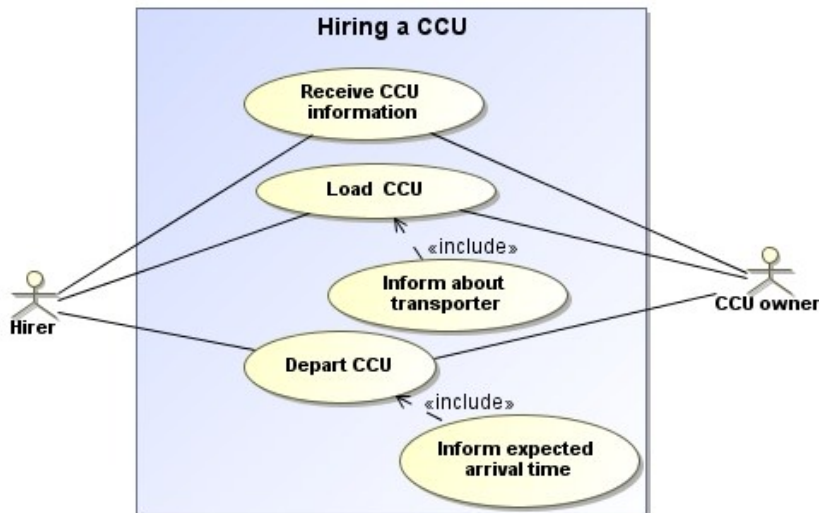 Hiring a CCU
Receive CCU
information
Load CCU
«include»
Inform about
transporter
Hirer
CCU owner
Depart CCU
«include»
Inform expected
arrival time